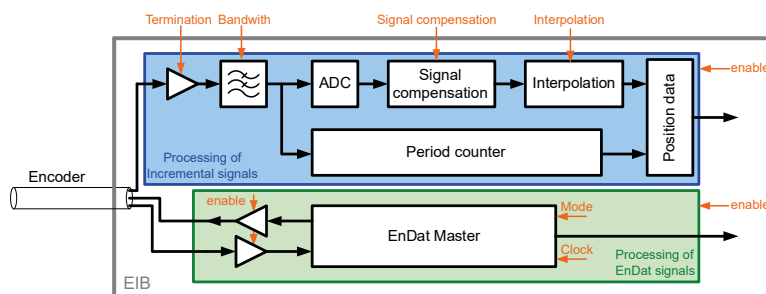 Termination
Bandwith
Signal compensation
Interpolation
ADC
Signal
compensation
Interpolation
Position data
enable
Period counter
Processing of
Incremental signals
Encoder
enable
EnDat Master
Mode
Clock
enable
Processing of
EnDat signals
EIB